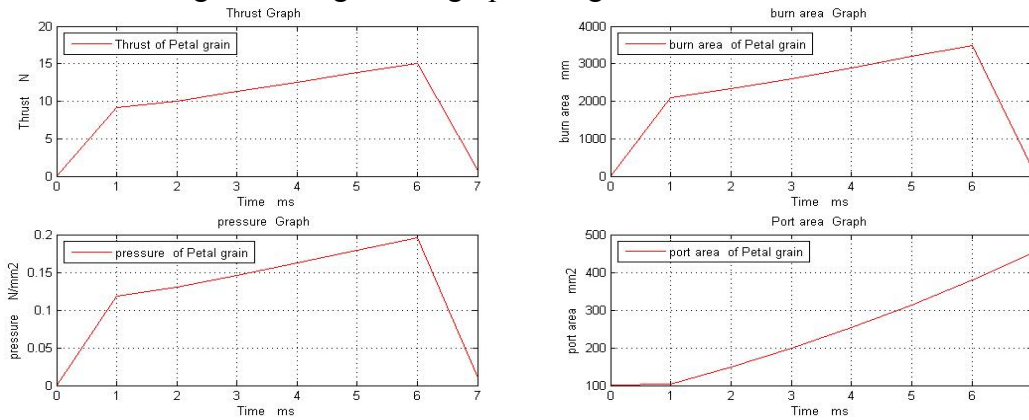 Thrust Graph
20
15
10
5
0
Thrust N
Thrust of Petal grain
0 1 2 3 4 5 6 7
Time ms
burn area Graph
4000
3000
2000
1000
0
burn area mm
burn area of Petal grain
0 1 2 3 4 5 6
Time ms
pressure Graph
0.2
0.15
0.1
0.05
0
pressure N/mm2
pressure of Petal grain
0 1 2 3 4 5 6 7
Time ms
Port area Graph
500
400
300
200
100
port area mm2
port area of Petal grain
0 1 2 3 4 5 6
Time ms